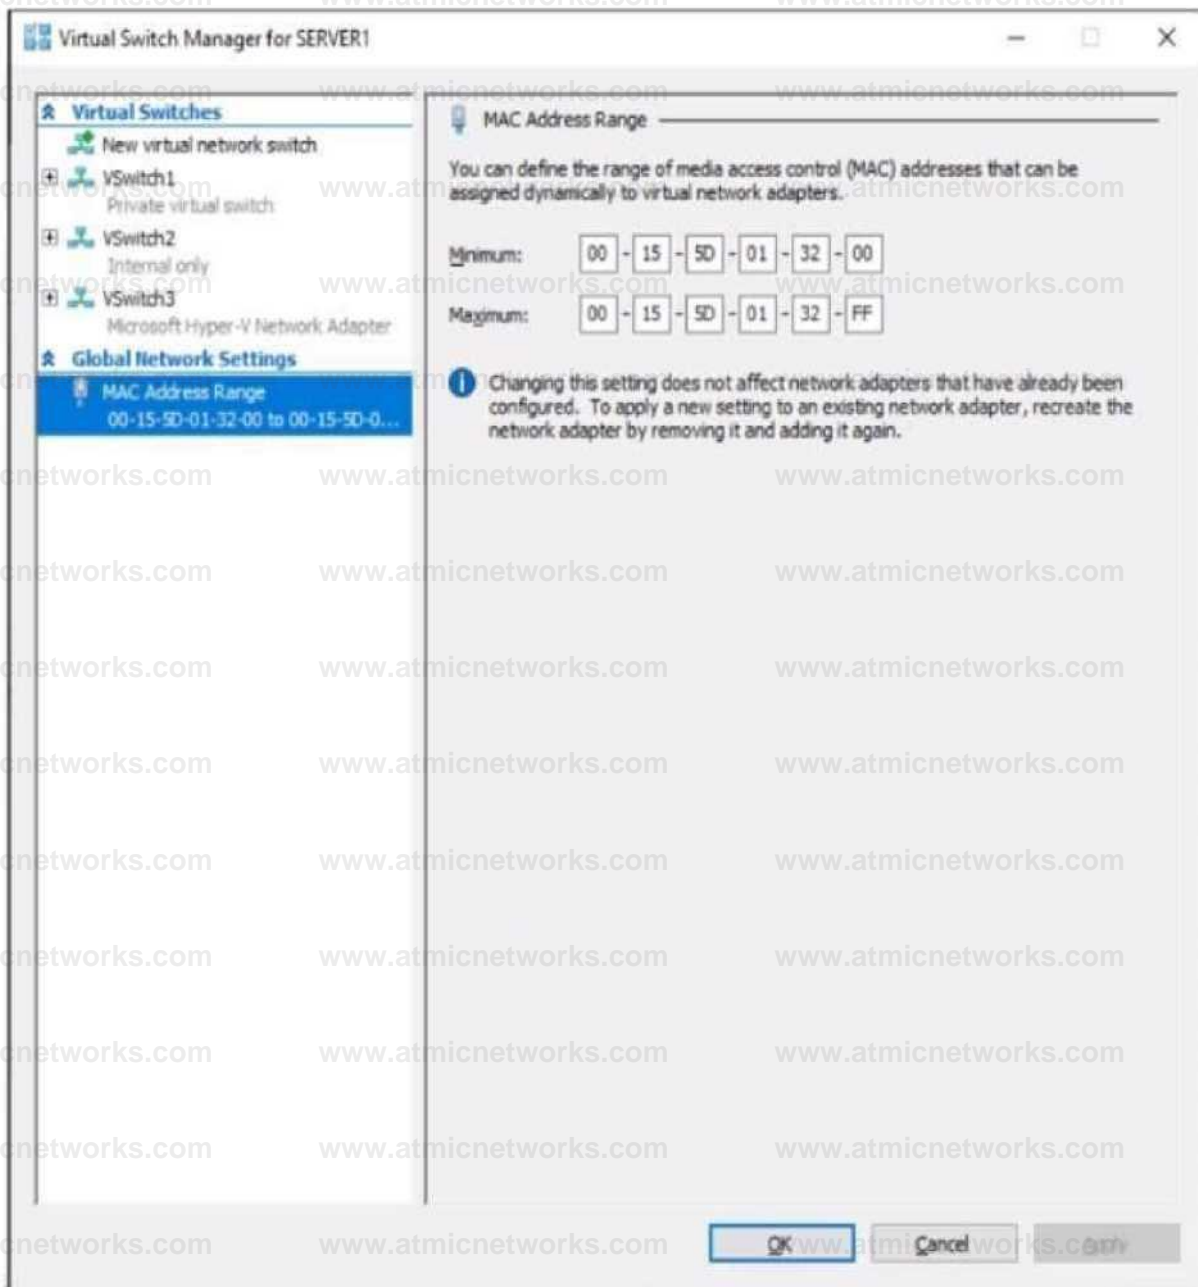 Virtual Switch Manager for SERVER1
Virtual Switches
New virtual network switch
VSwitch1
Private virtual switch
VSwitch2
Internal only
VSwitch3
Microsoft Hyper-V Network Adapter
Global Network Settings
MAC Address Range
00-15-5D-01-32-00 to 00-15-5D-0...
MAC Address Range
You can define the range of media access control (MAC) addresses that can be
assigned dynamically to virtual network adapters.
Minimum: 00 - 15 - 5D - 01 - 32 - 00
Maximum: 00 - 15 - 5D - 01 - 32 - FF
Changing this setting does not affect network adapters that have already been
configured. To apply a new setting to an existing network adapter, recreate the
network adapter by removing it and adding it again.
OK Cancel Apply
www.atmicnetworks.com